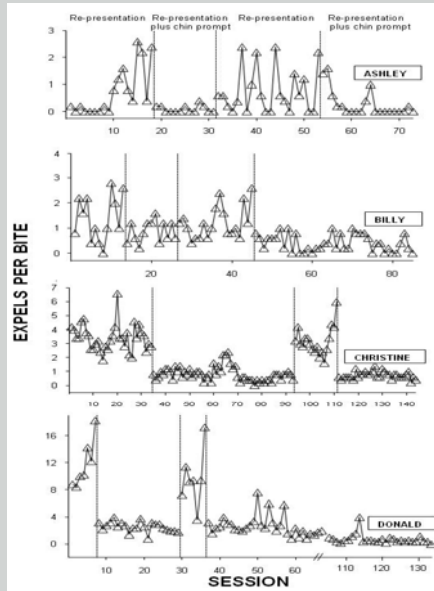 Re-presentation Re-presentation plus chin prompt Re-presentation Re-presentation plus chin prompt
EXPELS PER BITE
3
2
1
0
ASHLEY
10 20 30 40 50 60 70
4
3
2
1
0
BILLY
20 40 60 80
7
6
5
4
3
2
1
0
CHRISTINE
10 20 30 40 50 60 70 80 90 100 110 120 130 140
16
12
8
4
0
DONALD
10 20 30 40 50 60 110 120 130
SESSION